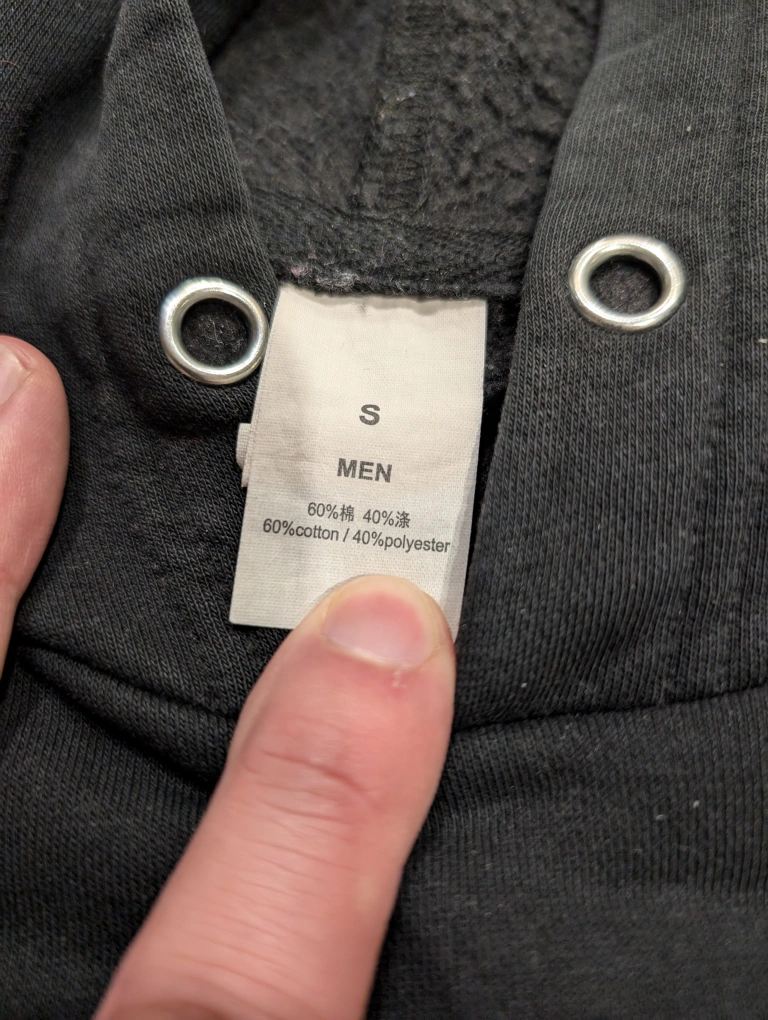 S
MEN
60%棉 40%涤
60%cotton / 40%polyester